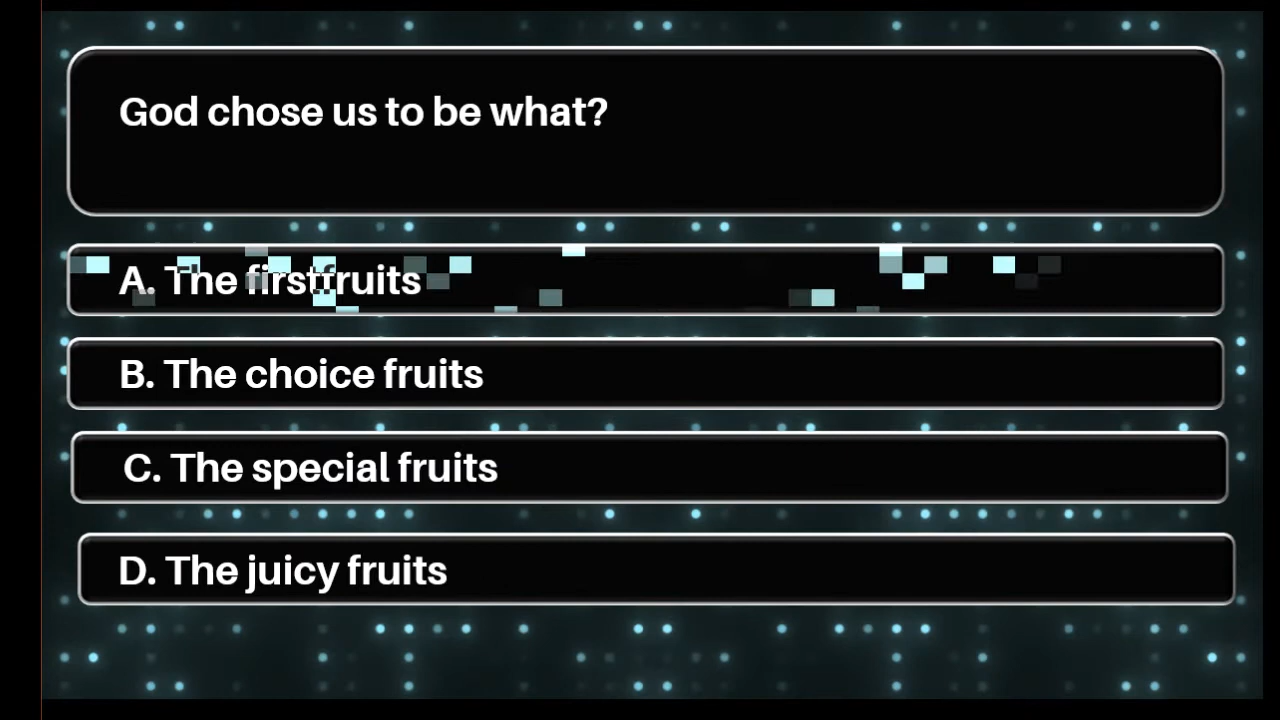 God chose us to be what?
A. The firstfruits
B. The choice fruits
C. The special fruits
D. The juicy fruits